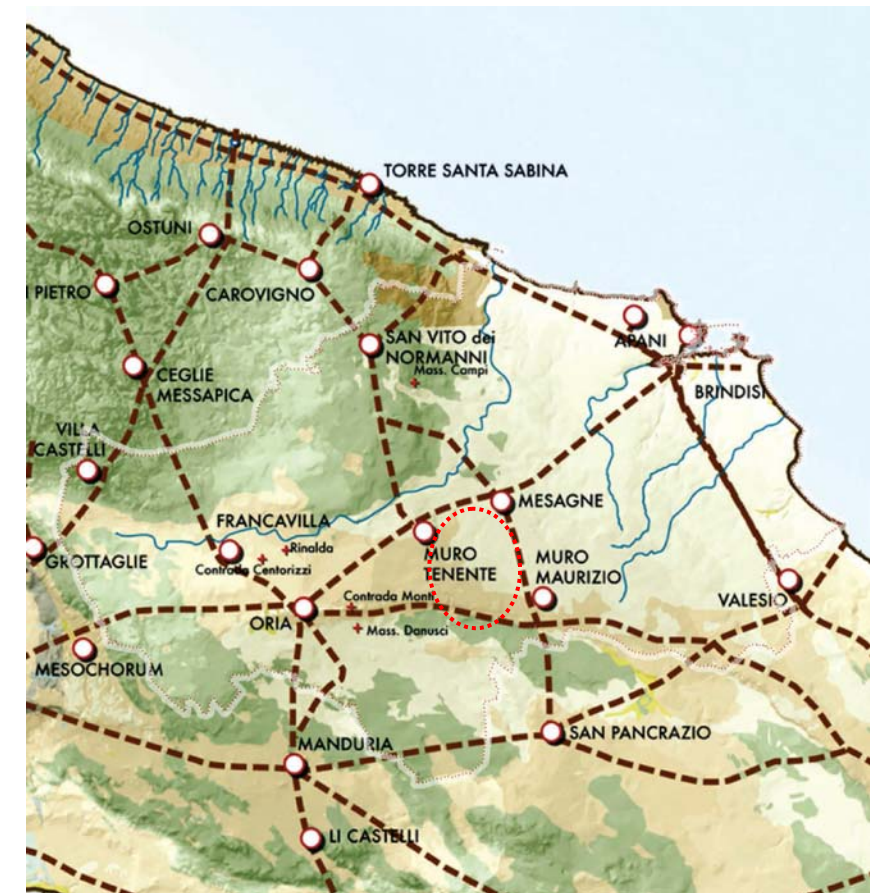 TORRE SANTA SABINA
OSTUNI
I PIETRO
CAROVIGNO
SAN VITO dei
NORMANNI
Mass. Campi
APANI
BRINDISI
CEGLIE
MESSAPICA
VILLA
CASTELLI
MESAGNE
FRANCAVILLA
Rinalda
Contrada Centorizzi
GROTTAGLIE
MURO
TENENTE
MURO
MAURIZIO
VALESIO
Contrada Monti
ORIA
Mass. Danusci
MESOCHORUM
SAN PANCRAZIO
MANDURIA
LI CASTELLI